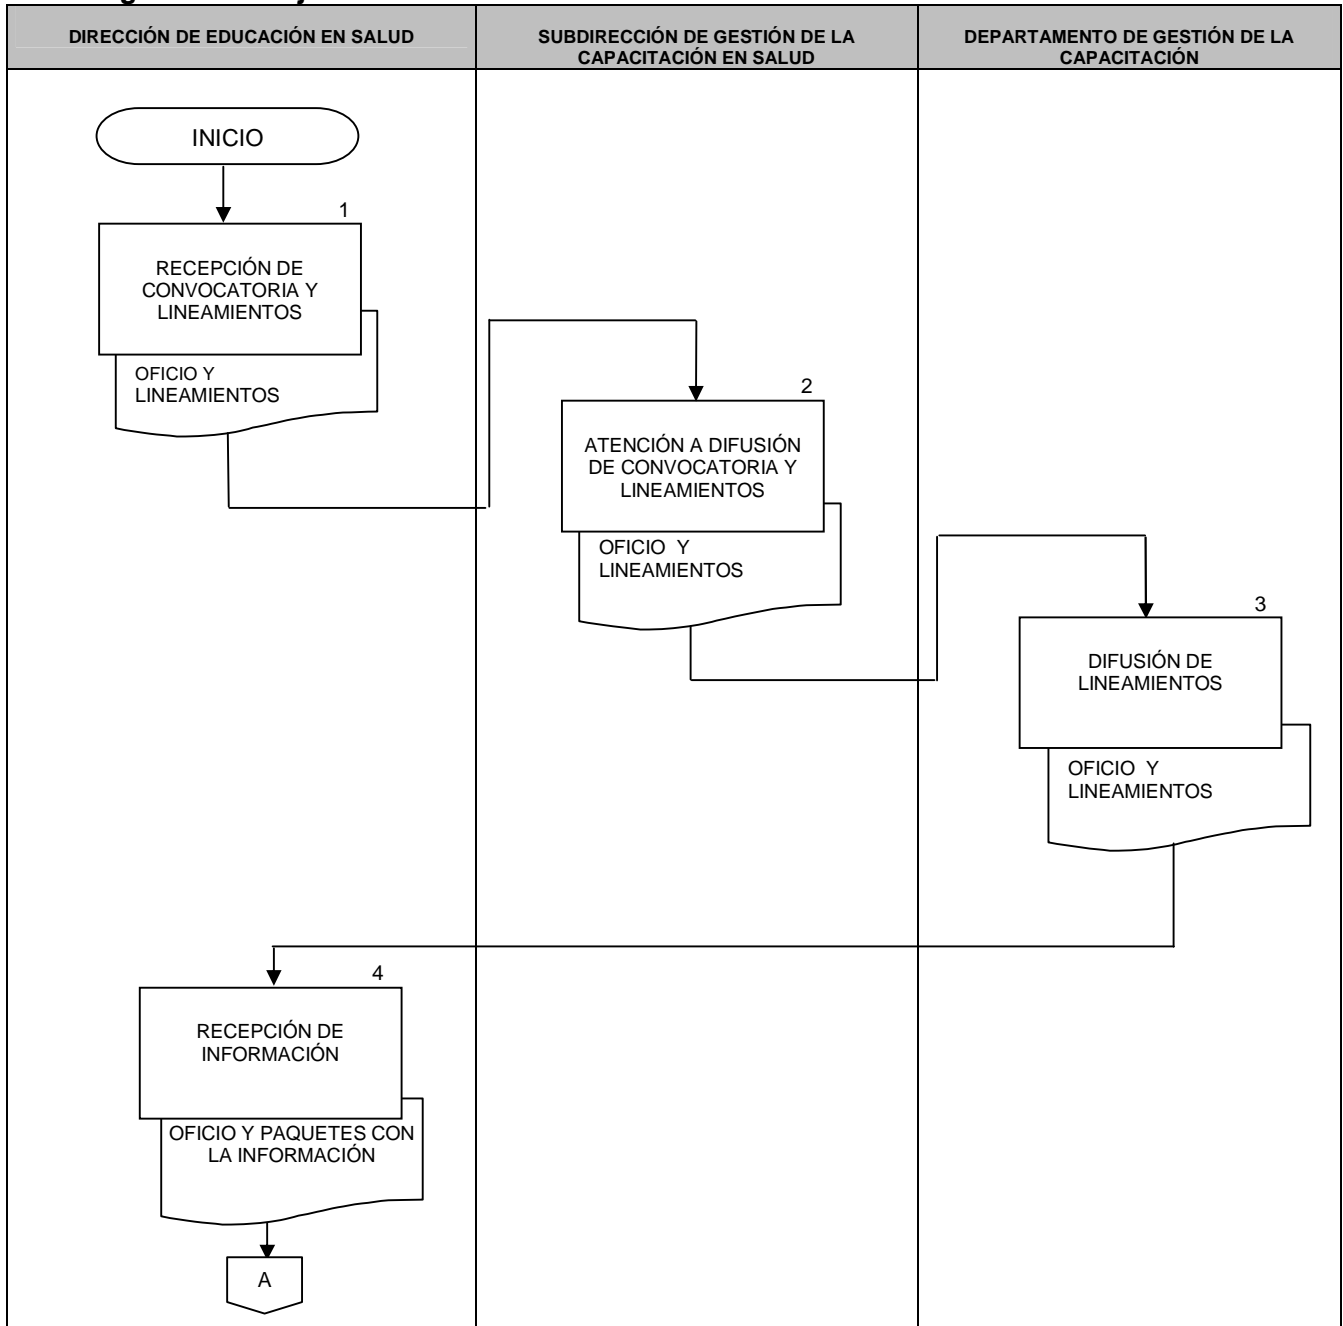 DIRECCIÓN DE EDUCACIÓN EN SALUD
SUBDIRECCIÓN DE GESTIÓN DE LA
CAPACITACIÓN EN SALUD
DEPARTAMENTO DE GESTIÓN DE LA
CAPACITACIÓN
INICIO
1
RECEPCIÓN DE
CONVOCATORIA Y
LINEAMIENTOS
OFICIO Y
LINEAMIENTOS
2
ATENCIÓN A DIFUSIÓN
DE CONVOCATORIA Y
LINEAMIENTOS
OFICIO Y
LINEAMIENTOS
3
DIFUSIÓN DE
LINEAMIENTOS
OFICIO Y
LINEAMIENTOS
4
RECEPCIÓN DE
INFORMACIÓN
OFICIO Y PAQUETES CON
LA INFORMACIÓN
A